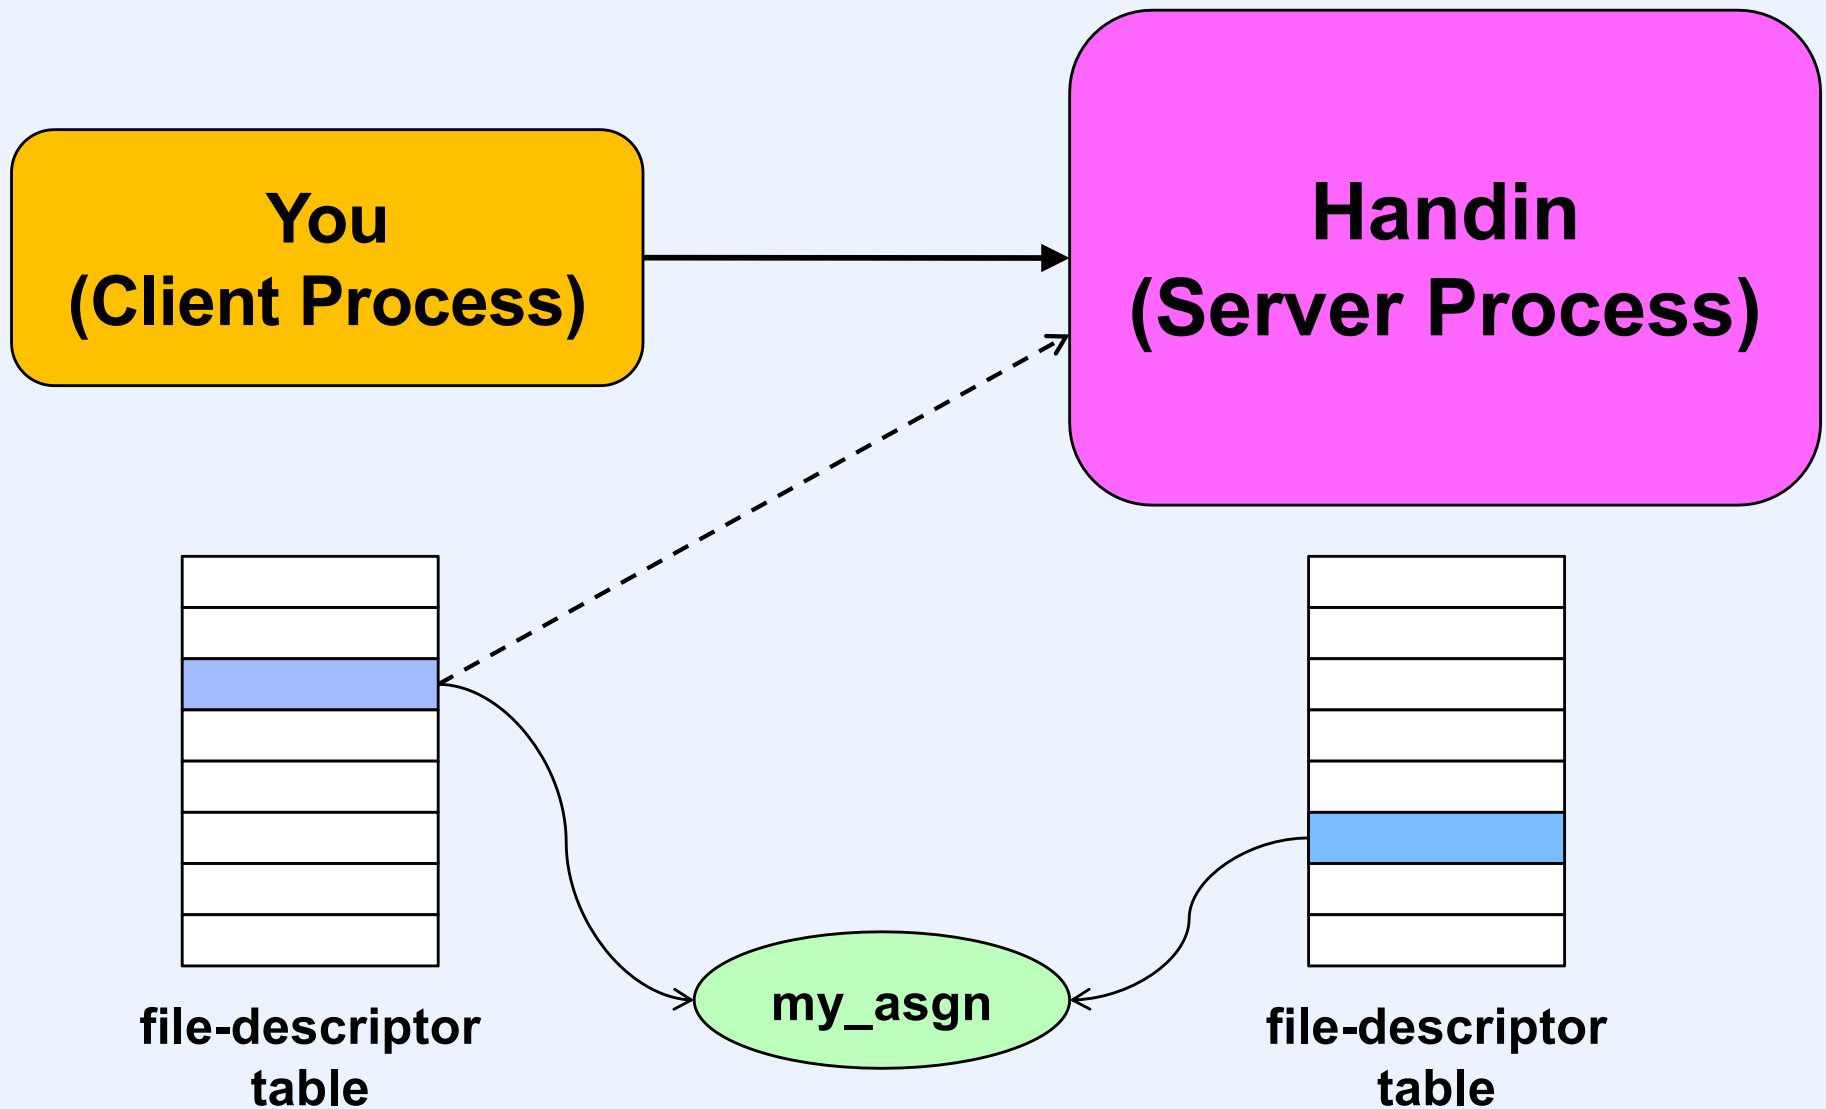 You
(Client Process)
Handin
(Server Process)
my_asgn
file-descriptor
table
file-descriptor
table